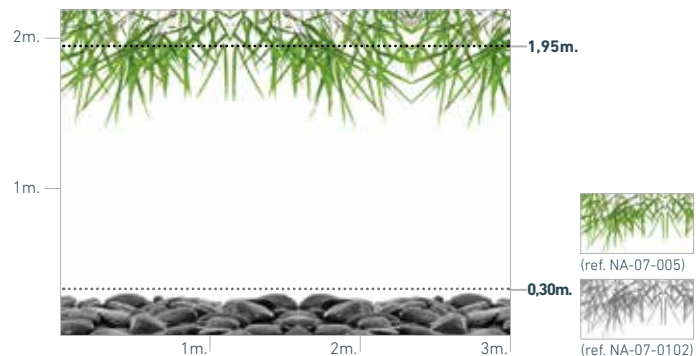 2m.
1,95m.
1m.
(ref. NA-07-005)
0,30m.
1m.
2m.
3m.
(ref. NA-07-0102)